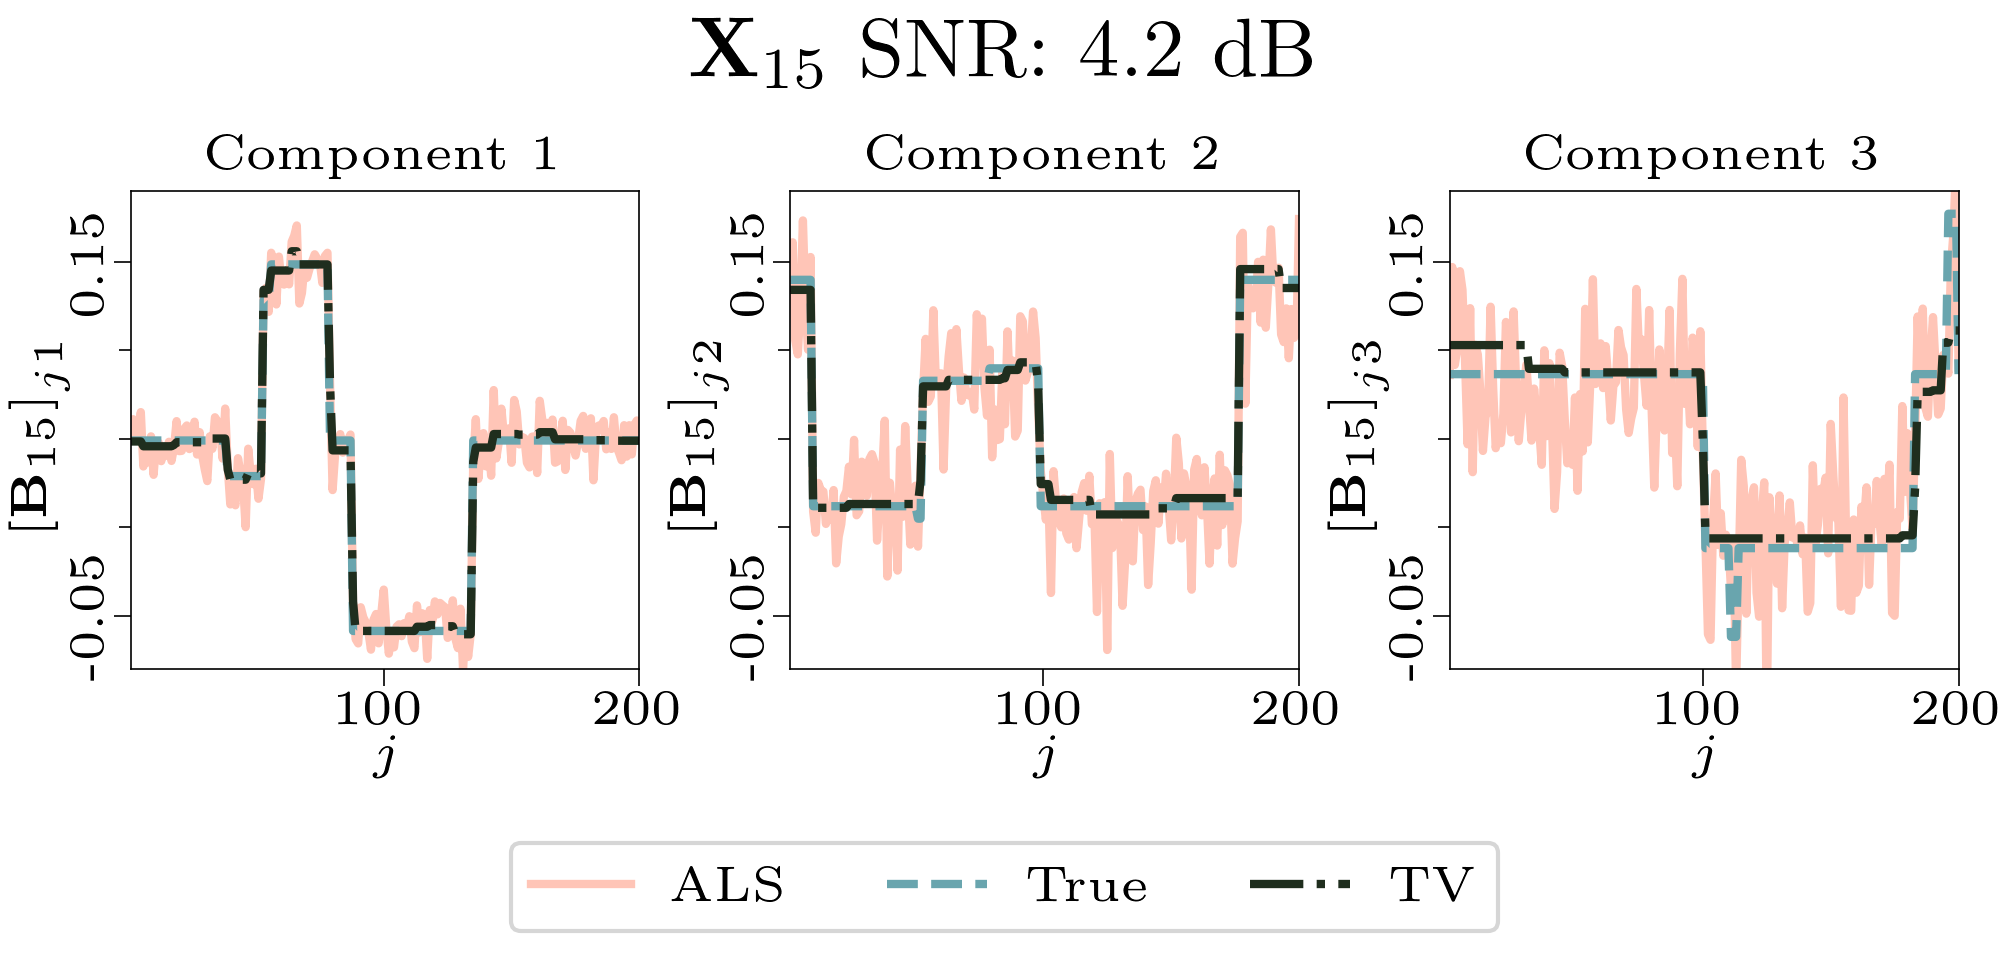 X15 SNR: 4.2 dB
Component 1 Component 2 Component 3
0.15 0.15 0.15
[B15]j1 [B15]j2 [B15]j3
-0.05 -0.05 -0.05
100 200 100 200 100 200
j j j
ALS True TV